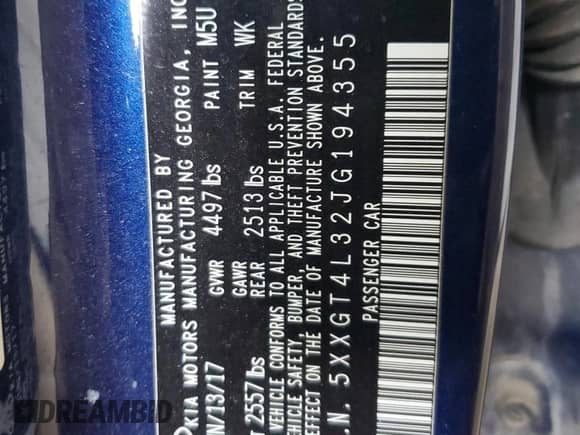 MANUFACTURED BY
KIA MOTORS MANUFACTURING GEORGIA, INC
/13/17 GVWR 4497 lbs PAINT M5U
GAWR TRIM WK
2557 lbs REAR 2513 lbs
VEHICLE CONFORMS TO ALL APPLICABLE U.S.A. FEDERAL
VEHICLE SAFETY, BUMPER, AND THEFT PREVENTION STANDARDS
EFFECT ON THE DATE OF MANUFACTURE SHOWN ABOVE.
.N. 5XXGT4L32JG194355
PASSENGER CAR
DREAMBID